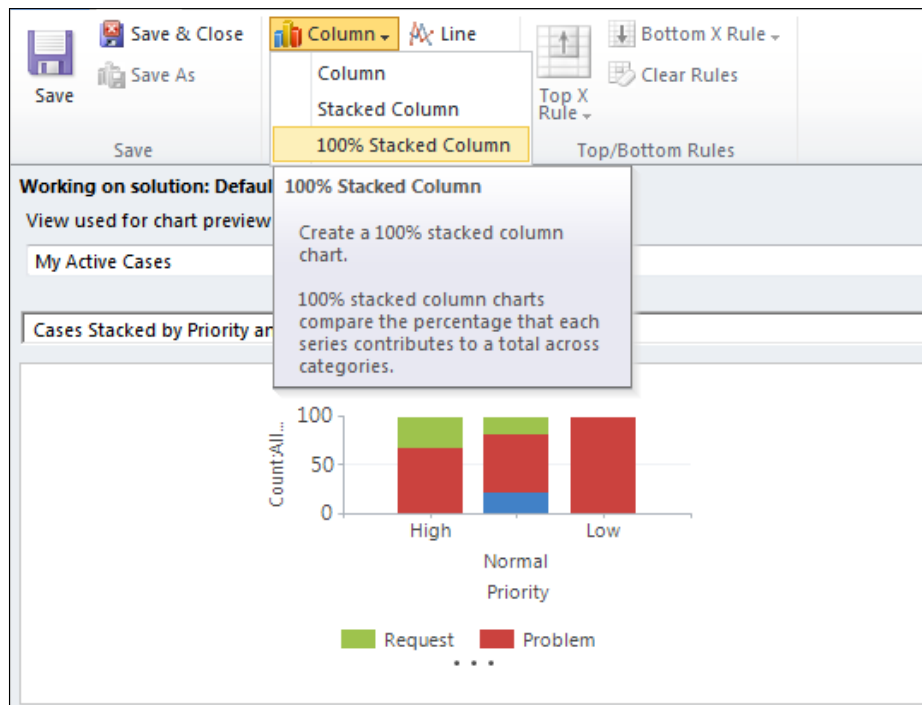 Save & Close
Column
Line
Bottom X Rule
Save As
Column
Clear Rules
Save
Stacked Column
Top X
Rule
100% Stacked Column
Save
Top/Bottom Rules
Working on solution: Defaul
100% Stacked Column
View used for chart preview
Create a 100% stacked column
chart.
My Active Cases
100% stacked column charts
compare the percentage that each
series contributes to a total across
categories.
Cases Stacked by Priority an
100
50
0
Count:All...
High
Normal
Low
Priority
Request
Problem
• • •